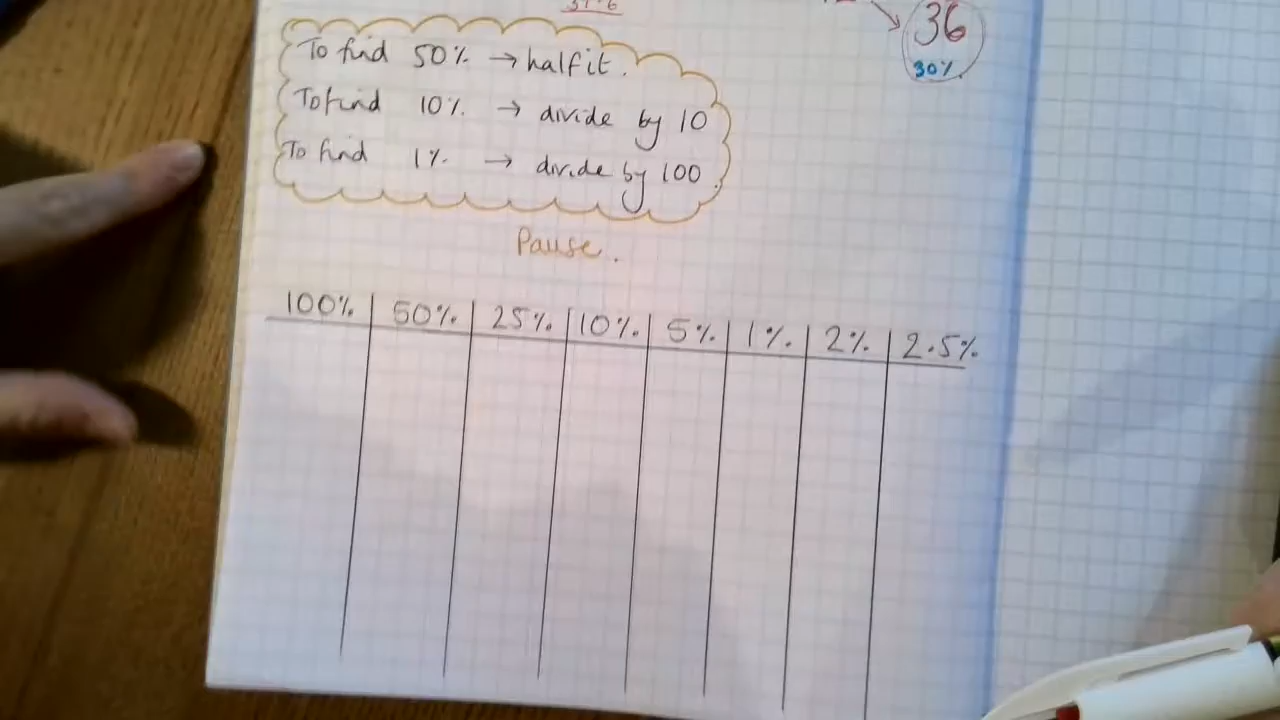 36
30%
To find 50% → half it.
To find 10% → divide by 10
To find 1% → divide by 100.
Pause.
100% 50% 25% 10% 5% 1% 2% 2.5%